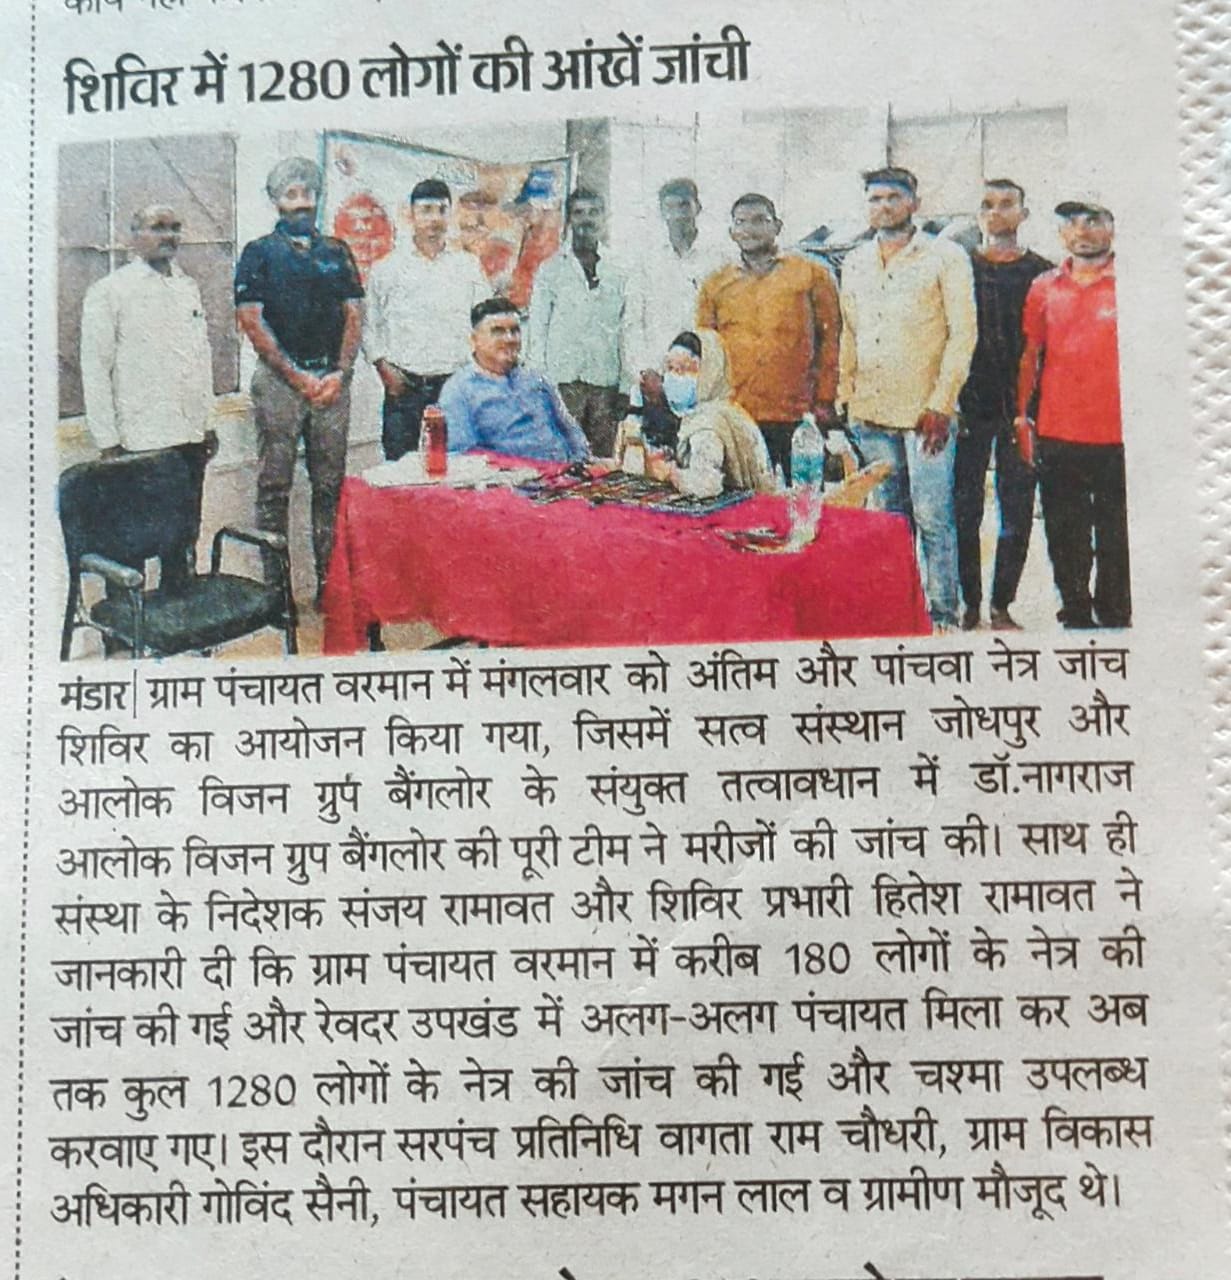 शिविर में 1280 लोगों की आंखें जांची
मंडार| ग्राम पंचायत वरमान में मंगलवार को अंतिम और पांचवा नेत्र जांच
शिविर का आयोजन किया गया, जिसमें सत्व संस्थान जोधपुर और
आलोक विजन ग्रुप बैंगलोर के संयुक्त तत्वावधान में डॉ.नागराज
आलोक विजन ग्रुप बैंगलोर की पूरी टीम ने मरीजों की जांच की। साथ ही
संस्था के निदेशक संजय रामावत और शिविर प्रभारी हितेश रामावत ने
जानकारी दी कि ग्राम पंचायत वरमान में करीब 180 लोगों के नेत्र की
जांच की गई और रेवदर उपखंड में अलग-अलग पंचायत मिला कर अब
तक कुल 1280 लोगों के नेत्र की जांच की गई और चश्मा उपलब्ध
करवाए गए। इस दौरान सरपंच प्रतिनिधि वागता राम चौधरी, ग्राम विकास
अधिकारी गोविंद सैनी, पंचायत सहायक मगन लाल व ग्रामीण मौजूद थे।